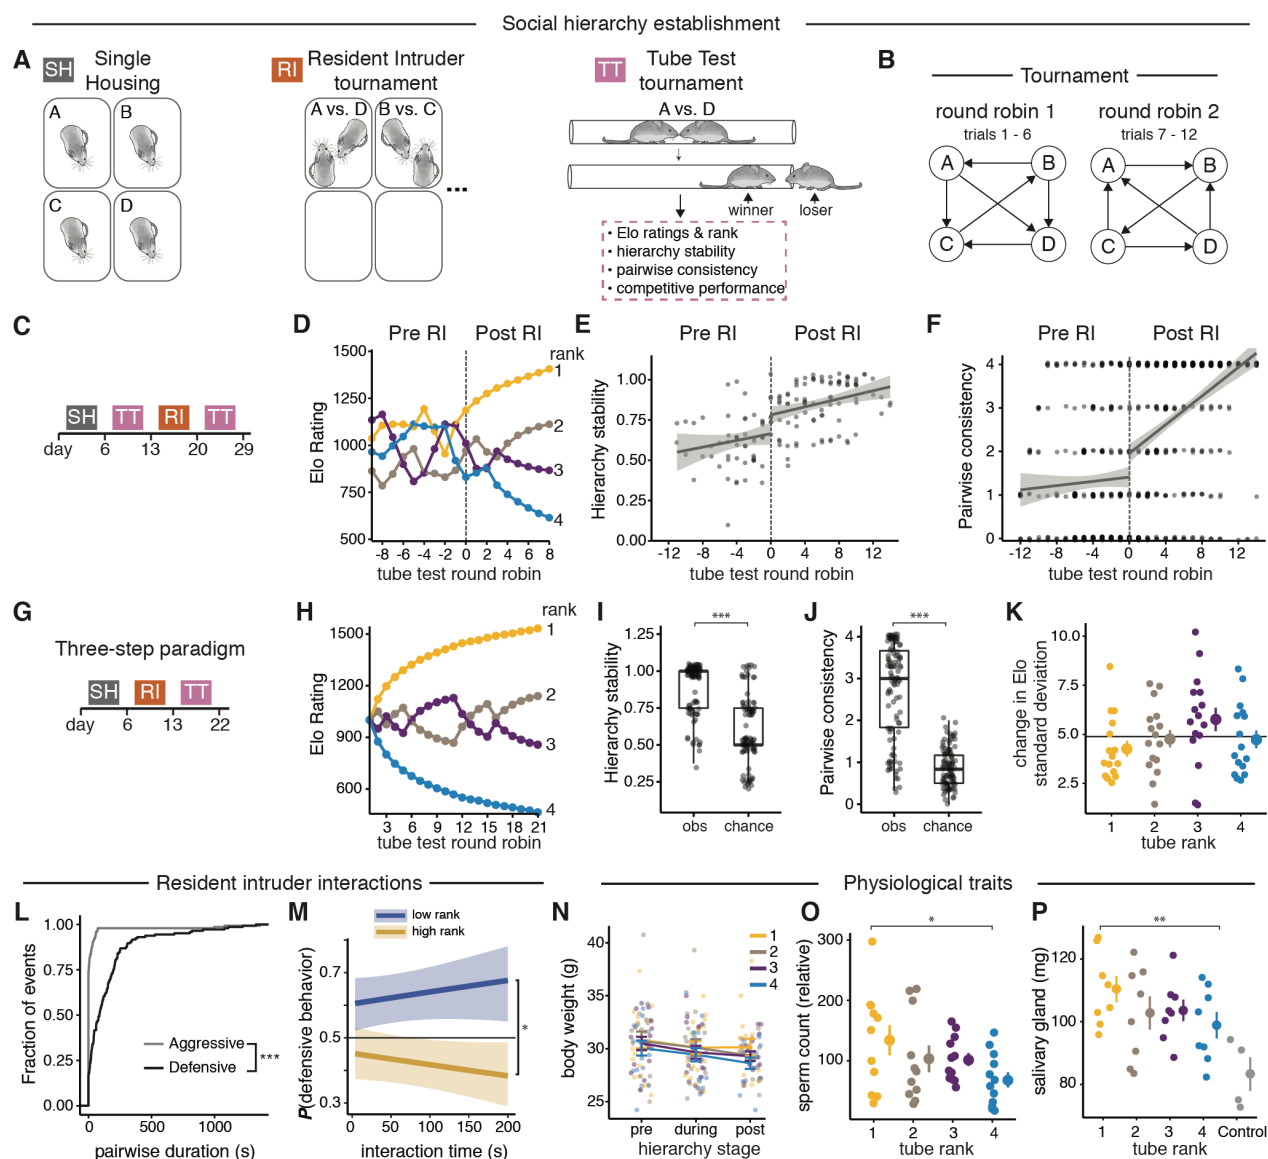 Social hierarchy establishment
A
SH
Single
Housing
A
B
C
D
RI
Resident Intruder
tournament
A vs. D
B vs. C
...
TT
Tube Test
tournament
A vs. D
winner
loser
• Elo ratings & rank
• hierarchy stability
• pairwise consistency
• competitive performance
B
Tournament
round robin 1
trials 1 - 6
A
B
C
D
round robin 2
trials 7 - 12
A
B
C
D
C
SH
TT
RI
TT
day
6
13
20
29
D
Pre RI
Post RI
rank
1500
1250
1000
750
500
Elo Rating
1
2
3
4
-8
-6
-4
-2
0
2
4
6
8
tube test round robin
E
Pre RI
Post RI
1.00
0.75
0.50
0.25
0.00
Hierarchy stability
-12
-8
-4
0
4
8
12
tube test round robin
F
Pre RI
Post RI
4
3
2
1
0
Pairwise consistency
-12
-8
-4
0
4
8
12
tube test round robin
G
Three-step paradigm
SH
RI
TT
day
6
13
22
H
rank
1500
1200
900
600
Elo Rating
1
2
3
4
3
6
9
12
15
18
21
tube test round robin
I
***
1.25
1.00
0.75
0.50
0.25
Hierarchy stability
obs
chance
J
***
4
3
2
1
0
Pairwise consistency
obs
chance
K
10.0
7.5
5.0
2.5
change in Elo
standard deviation
1
2
3
4
tube rank
Resident intruder interactions
L
1.00
0.75
0.50
0.25
0.00
Fraction of events
Aggressive
Defensive
***
0
500
1000
pairwise duration (s)
M
low rank
high rank
0.7
0.5
0.3
P(defensive behavior)
*
0
50
100
150
200
interaction time (s)
Physiological traits
N
40
35
30
25
body weight (g)
1
2
3
4
pre
during
post
hierarchy stage
O
*
300
200
100
sperm count (relative)
1
2
3
4
tube rank
P
**
120
100
80
salivary gland (mg)
1
2
3
4
Control
tube rank